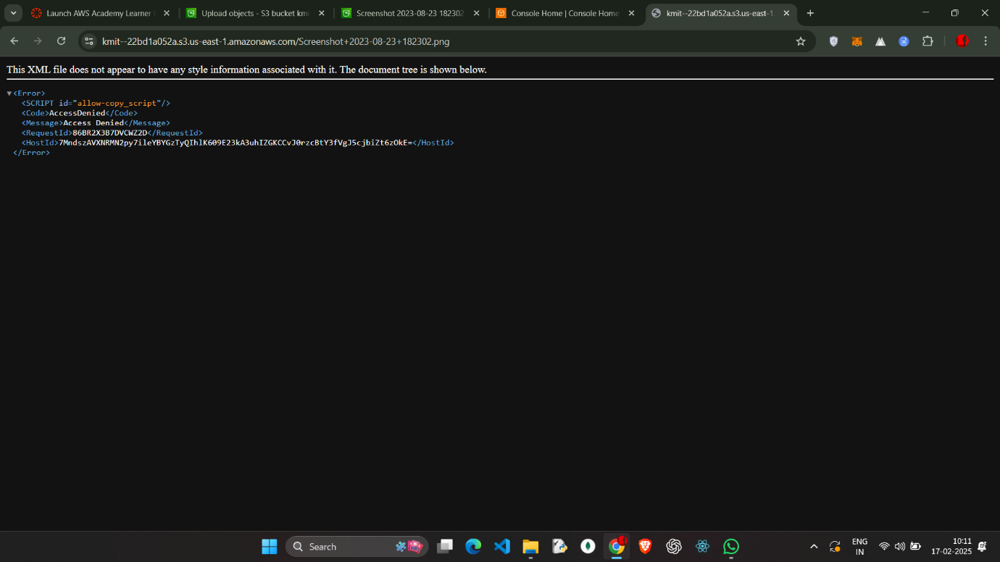 Launch AWS Academy Learner
Upload objects - S3 bucket kmi
Screenshot 2023-08-23 182302
Console Home | Console Home
kmit--22bd1a052a.s3.us-east-1.
kmit--22bd1a052a.s3.us-east-1.amazonaws.com/Screenshot+2023-08-23+182302.png
This XML file does not appear to have any style information associated with it. The document tree is shown below.
<Error>
<SCRIPT id="allow-copy_script"/>
<Code>AccessDenied</Code>
<Message>Access Denied</Message>
<RequestId>86BR2X3B7DVCWZ2D</RequestId>
<HostId>7MndszAVXNRMN2py7ileYBYGzTyQIhlK609E23kA3uhIZGKCCvJ0rzcBtY3fVgJ5cjbiZt6zOkE=</HostId>
</Error>
Search
ENG
IN
10:11
17-02-2025